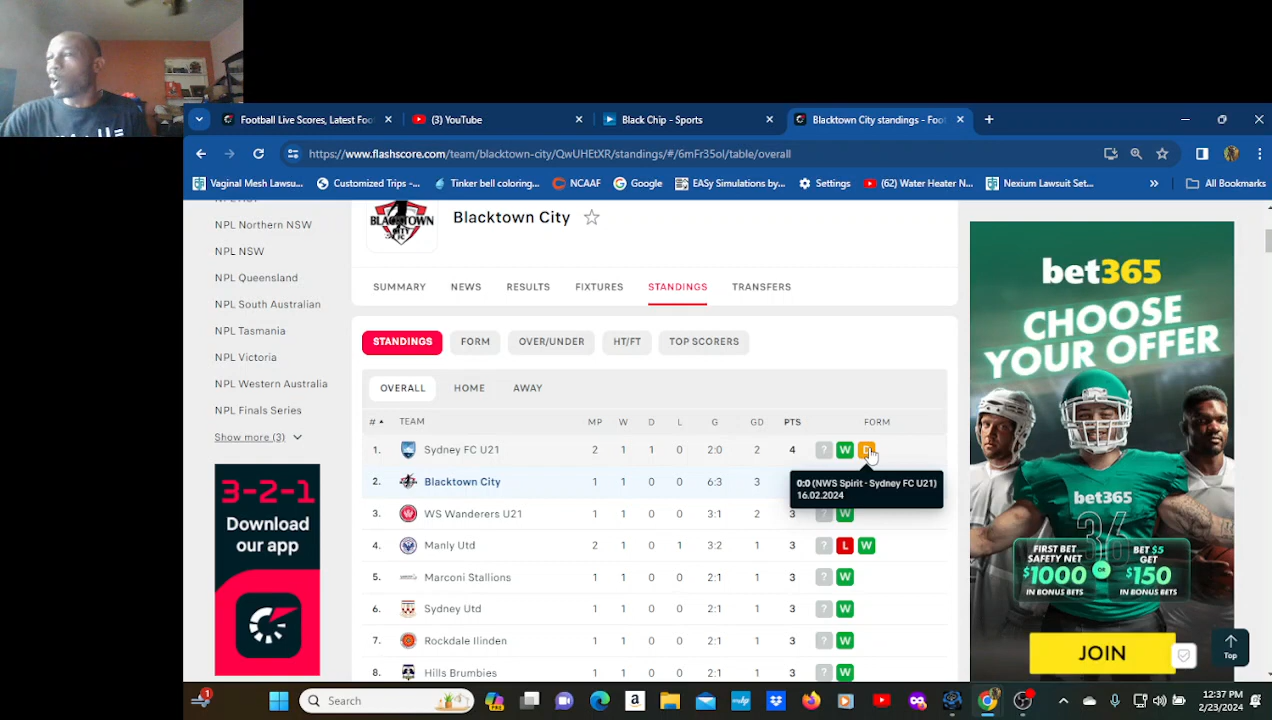 Football Live Scores, Latest Foo
(3) YouTube
Black Chip - Sports
Blacktown City standings - Foot
https://www.flashscore.com/team/blacktown-city/QwUHEtXR/standings/#/6mFr35ol/table/overall
Vaginal Mesh Lawsu...
Customized Trips -...
Tinker bell coloring...
NCAAF
Google
EASy Simulations by...
Settings
(62) Water Heater N...
Nexium Lawsuit Set...
»
All Bookmarks
NPL Northern NSW
NPL NSW
NPL Queensland
NPL South Australian
NPL Tasmania
NPL Victoria
NPL Western Australia
NPL Finals Series
Show more (3)
3-2-1
Download
our app
BLACKTOWN
CITY
Blacktown City
SUMMARY NEWS RESULTS FIXTURES STANDINGS TRANSFERS
STANDINGS FORM OVER/UNDER HT/FT TOP SCORERS
OVERALL HOME AWAY
# TEAM MP W D L G GD PTS FORM
1. Sydney FC U21 2 1 1 0 2:0 2 4 ? W
2. Blacktown City 1 1 0 0 6:3 3
0:0 (NWS Spirit - Sydney FC U21)
16.02.2024
3. WS Wanderers U21 1 1 0 0 3:1 2 3 ? W
4. Manly Utd 2 1 0 1 3:2 1 3 ? L W
5. Marconi Stallions 1 1 0 0 2:1 1 3 ? W
6. Sydney Utd 1 1 0 0 2:1 1 3 ? W
7. Rockdale Ilinden 1 1 0 0 2:1 1 3 ? W
8. Hills Brumbies 1 1 0 0 2:1 1 3 ? W
bet365
CHOOSE
YOUR OFFER
bet365
36
FIRST BET
SAFETY NET
$1000
IN BONUS BETS
OR
BET $5
GET
$150
IN BONUS BETS
JOIN
Top
1
Search
PRE
a
hp
12:37 PM
2/23/2024